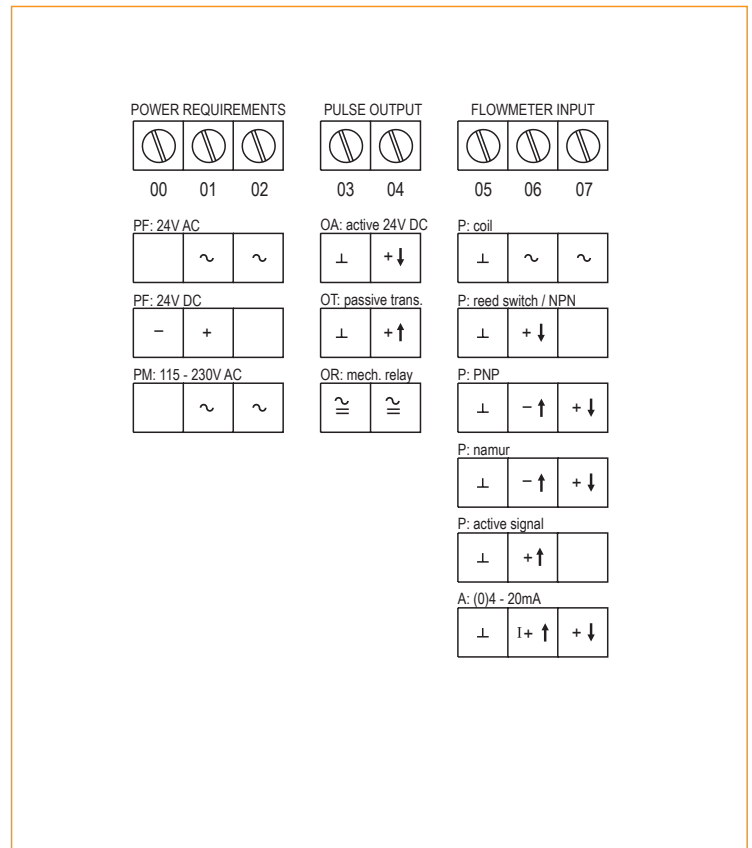 POWER REQUIREMENTS PULSE OUTPUT FLOWMETER INPUT
00 01 02 03 04 05 06 07
PF: 24V AC OA: active 24V DC P: coil
~ ~ ⊥ +↓ ⊥ ~ ~
PF: 24V DC OT: passive trans. P: reed switch / NPN
− + ⊥ +↑ ⊥ +↓
PM: 115 - 230V AC OR: mech. relay P: PNP
~ ~ ≅ ≅ ⊥ −↑ +↓
P: namur
⊥ −↑ +↓
P: active signal
⊥ +↑
A: (0)4 - 20mA
⊥ I+ ↑ +↓